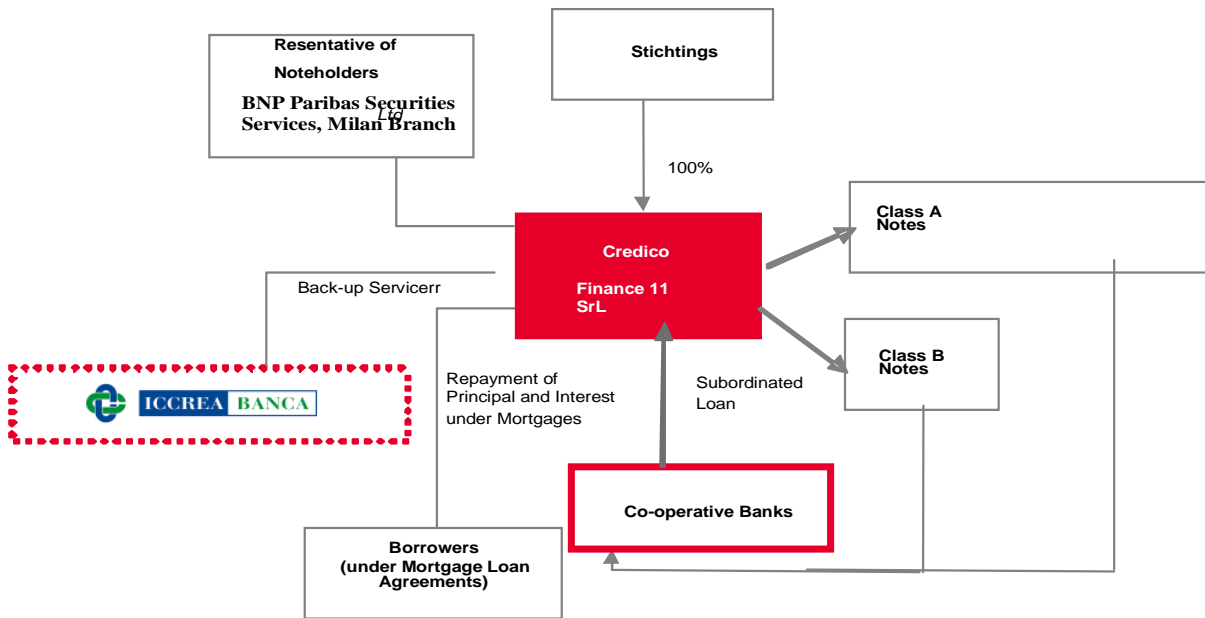 Resentative of
Noteholders
BNP Paribas Securities
Ltd
Services, Milan Branch
Stichtings
100%
Class A
Notes
Credico
Finance 11
SrL
Back-up Servicerr
Class B
Notes
ICCREA BANCA
Repayment of
Principal and Interest
under Mortgages
Subordinated
Loan
Co-operative Banks
Borrowers
(under Mortgage Loan
Agreements)